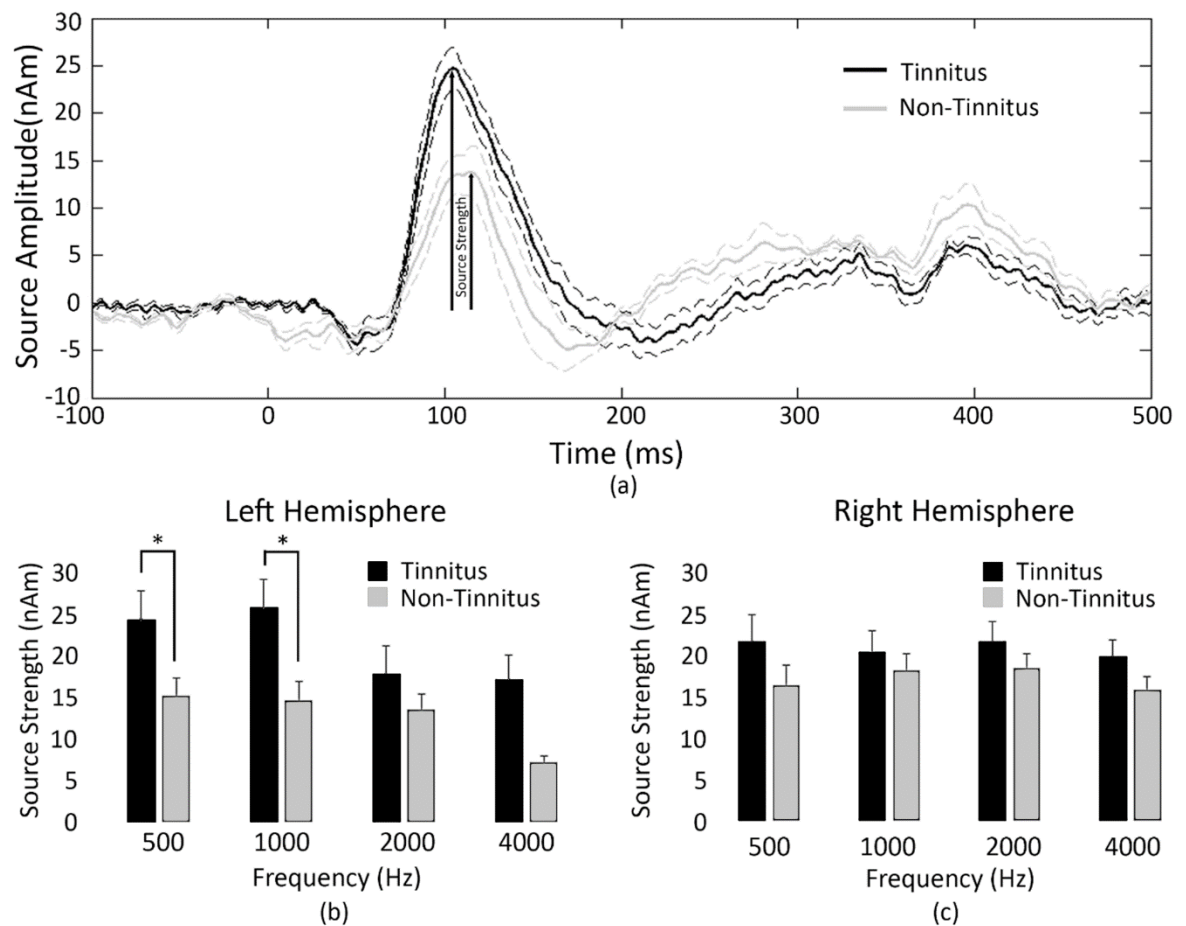 30
25
20
15
10
5
0
-5
-10
Source Amplitude(nAm)
Tinnitus
Non-Tinnitus
Source Strength
-100 0 100 200 300 400 500
Time (ms)
(a)
Left Hemisphere
* *
30
25
20
15
10
5
0
Source Strength (nAm)
Tinnitus
Non-Tinnitus
500 1000 2000 4000
Frequency (Hz)
(b)
Right Hemisphere
30
25
20
15
10
5
0
Source Strength (nAm)
Tinnitus
Non-Tinnitus
500 1000 2000 4000
Frequency (Hz)
(c)